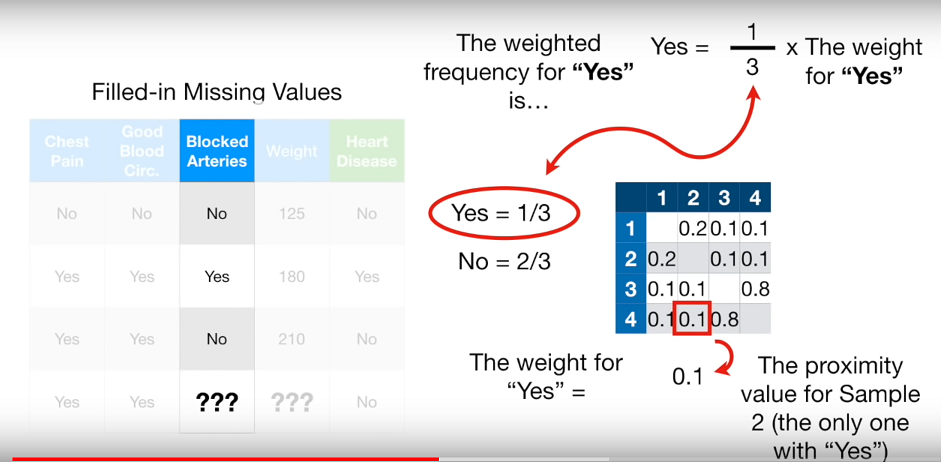 The weighted
frequency for “Yes”
is…
Yes =
1
3
x The weight
for “Yes”
Filled-in Missing Values
Chest Pain Good Blood Circ. Blocked Arteries Weight Heart Disease
No No No 125 No
Yes Yes Yes 180 Yes
Yes Yes No 210 No
Yes Yes ??? ??? No
Yes = 1/3
No = 2/3
1 2 3 4
1 0.2 0.1 0.1
2 0.2 0.1 0.1
3 0.1 0.1 0.8
4 0.1 0.1 0.8
The weight for
“Yes” =
0.1
The proximity
value for Sample
2 (the only one
with “Yes”)